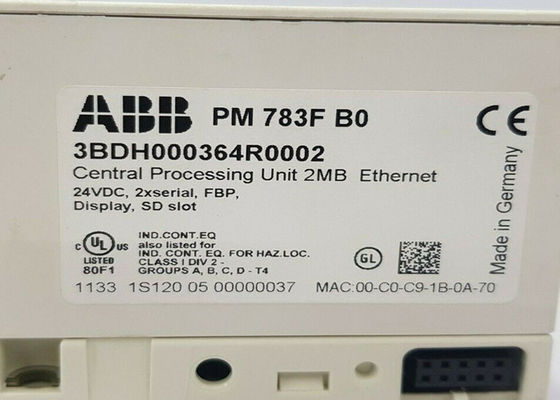 ABB PM 783F B0
3BDH000364R0002
Central Processing Unit 2MB Ethernet
24VDC, 2xserial, FBP,
Display, SD slot
CE
Made in Germany
C UL US
LISTED
80F1
IND.CONT.EQ
also listed for
IND. CONT. EQ. FOR HAZ.LOC.
CLASS I DIV 2 -
GROUPS A, B, C, D - T4
GL
1133 1S120 05 00000037 MAC:00-C0-C9-1B-0A-70